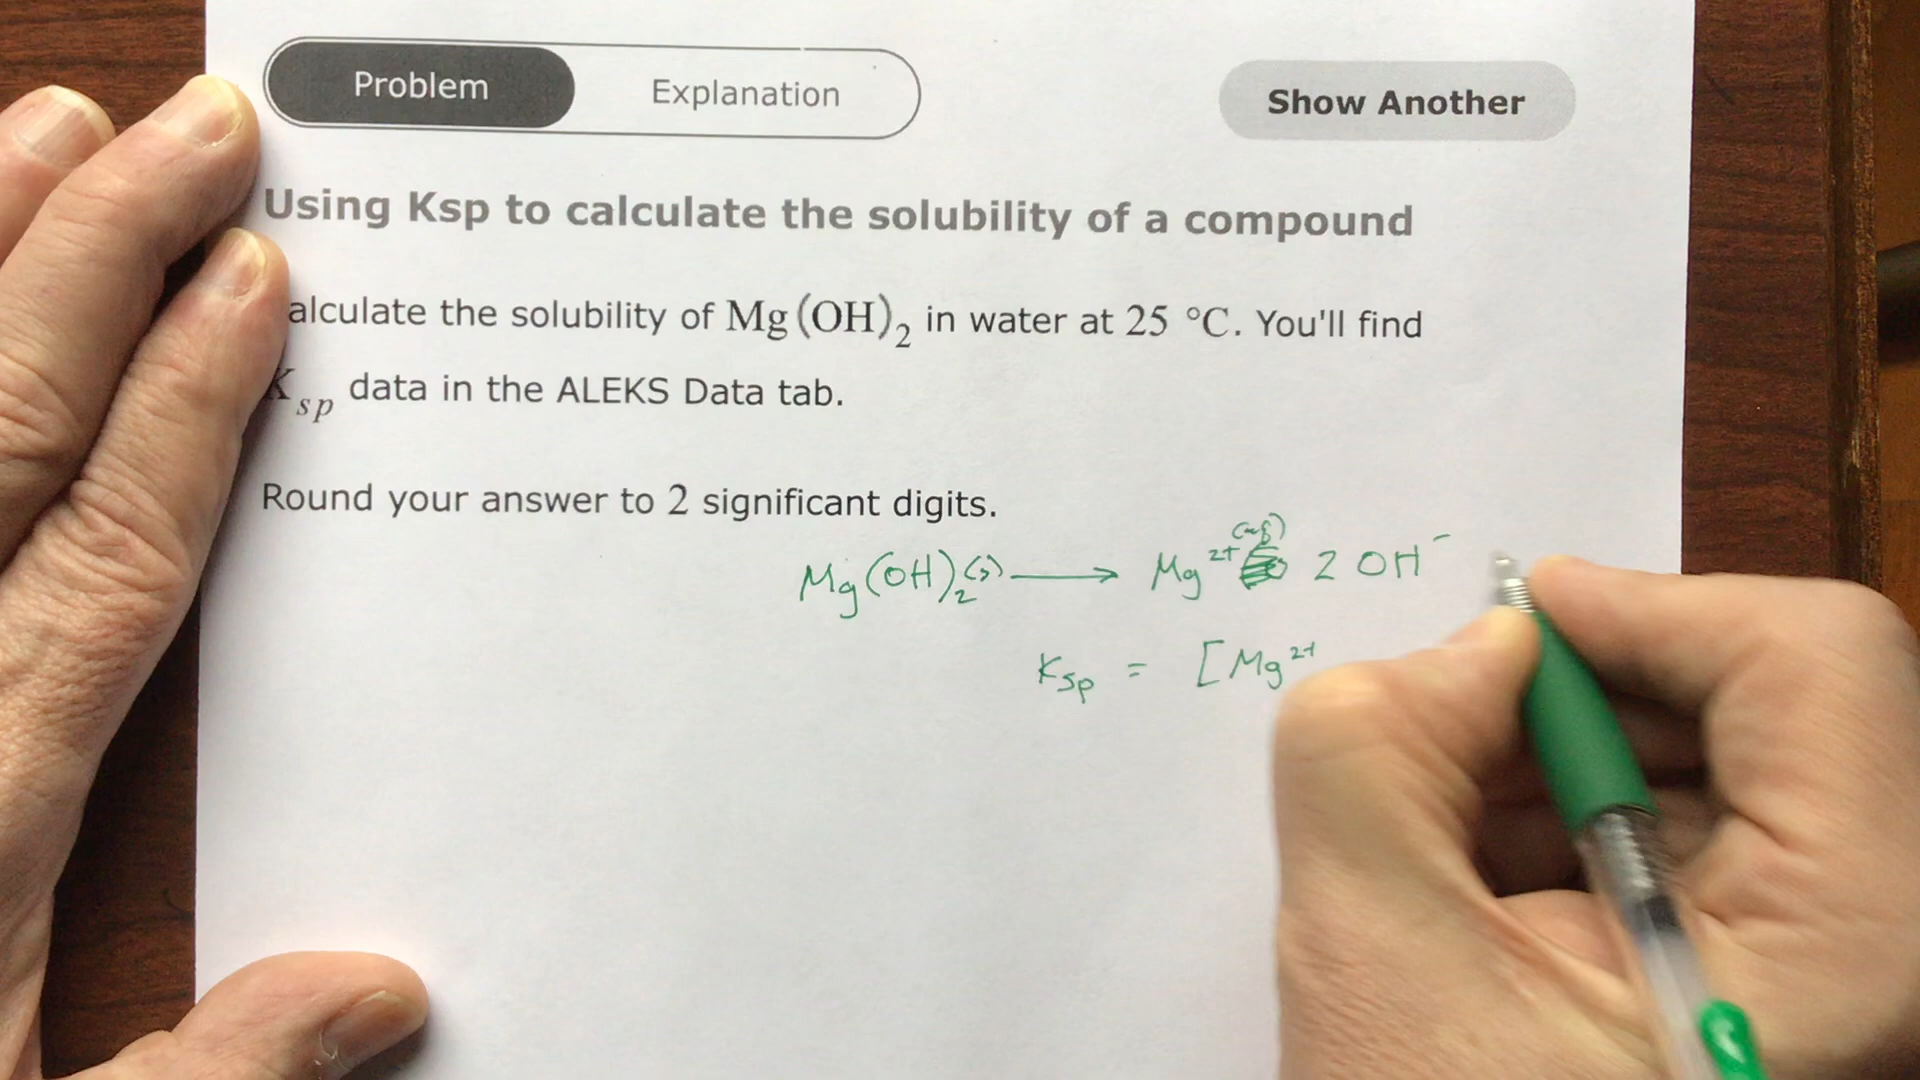 Problem Explanation Show Another
Using Ksp to calculate the solubility of a compound
alculate the solubility of Mg(OH)₂ in water at 25 °C. You'll find
K sp data in the ALEKS Data tab.
Round your answer to 2 significant digits.
Mg(OH)₂(s) ⟶ Mg²⁺ (aq) 2 OH⁻
Ksp = [Mg²⁺